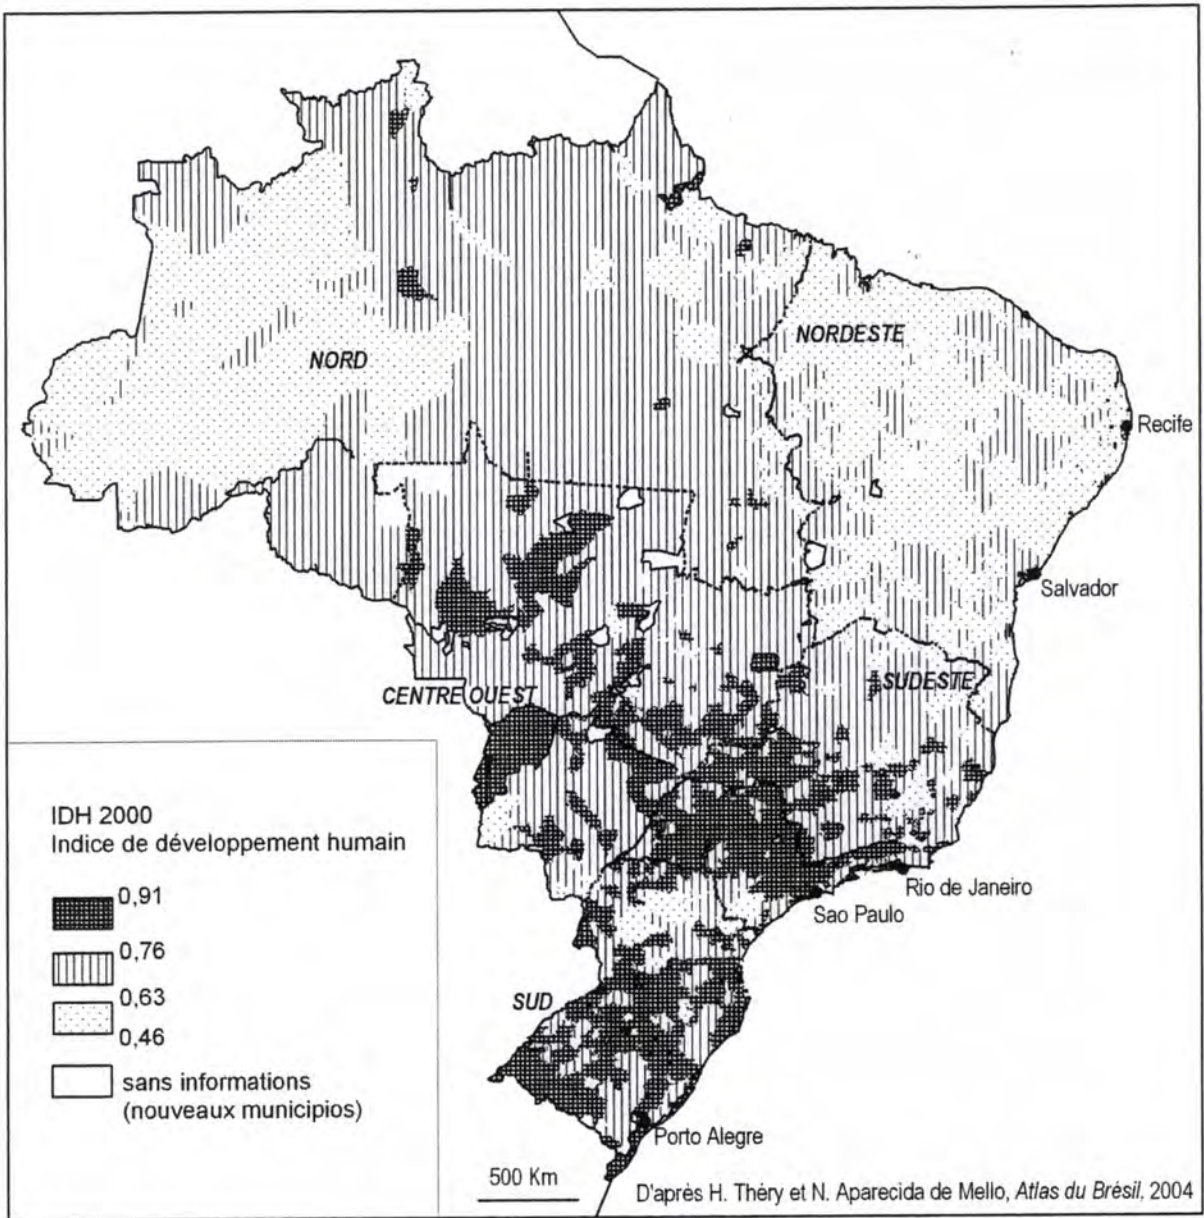 NORD
NORDESTE
Recife
Salvador
CENTRE OUEST
SUDESTE
IDH 2000
Indice de développement humain
0,91
0,76
0,63
0,46
sans informations
(nouveaux municipios)
Rio de Janeiro
Sao Paulo
SUD
Porto Alegre
500 Km
D'après H. Théry et N. Aparecida de Mello, Atlas du Brésil, 2004